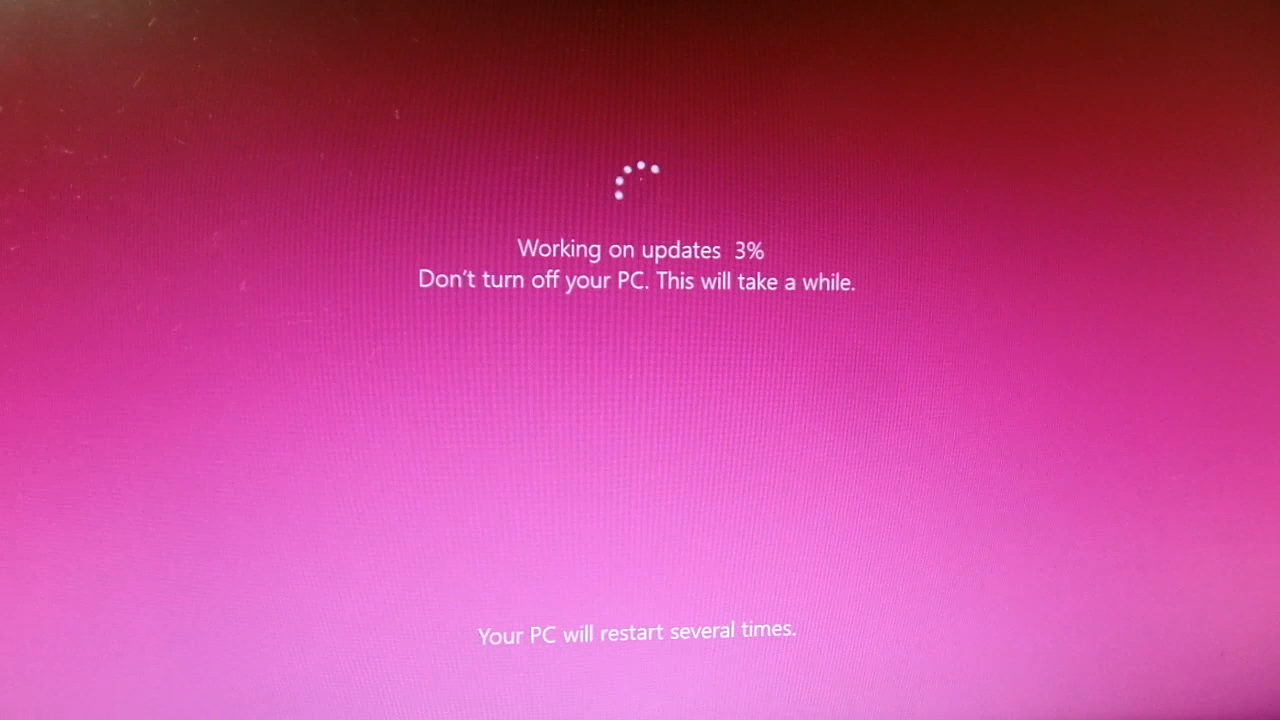 Working on updates 3%
Don't turn off your PC. This will take a while.
Your PC will restart several times.